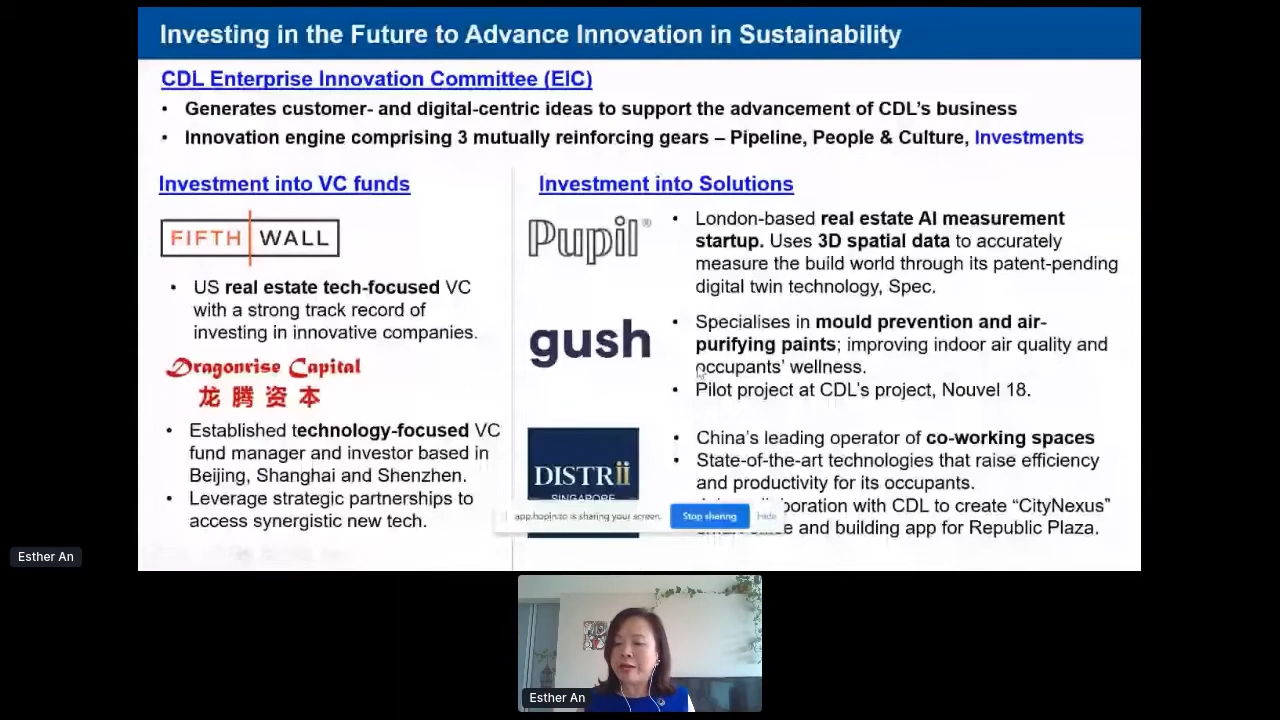 Investing in the Future to Advance Innovation in Sustainability
CDL Enterprise Innovation Committee (EIC)
• Generates customer- and digital-centric ideas to support the advancement of CDL's business
• Innovation engine comprising 3 mutually reinforcing gears – Pipeline, People & Culture, Investments
Investment into VC funds
FIFTH WALL
• US real estate tech-focused VC
with a strong track record of
investing in innovative companies.
Dragonrise Capital
龙腾资本
• Established technology-focused VC
fund manager and investor based in
Beijing, Shanghai and Shenzhen.
• Leverage strategic partnerships to
access synergistic new tech.
Investment into Solutions
Pupil®
• London-based real estate AI measurement
startup. Uses 3D spatial data to accurately
measure the build world through its patent-pending
digital twin technology, Spec.
gush
• Specialises in mould prevention and air-
purifying paints; improving indoor air quality and
occupants' wellness.
• Pilot project at CDL's project, Nouvel 18.
DISTRii
SINGAPORE
• China's leading operator of co-working spaces
• State-of-the-art technologies that raise efficiency
and productivity for its occupants.
with CDL to create "CityNexus"
and building app for Republic Plaza.
app.hopin.to is sharing your screen.
Stop sharing
Hide
Esther An
Esther An